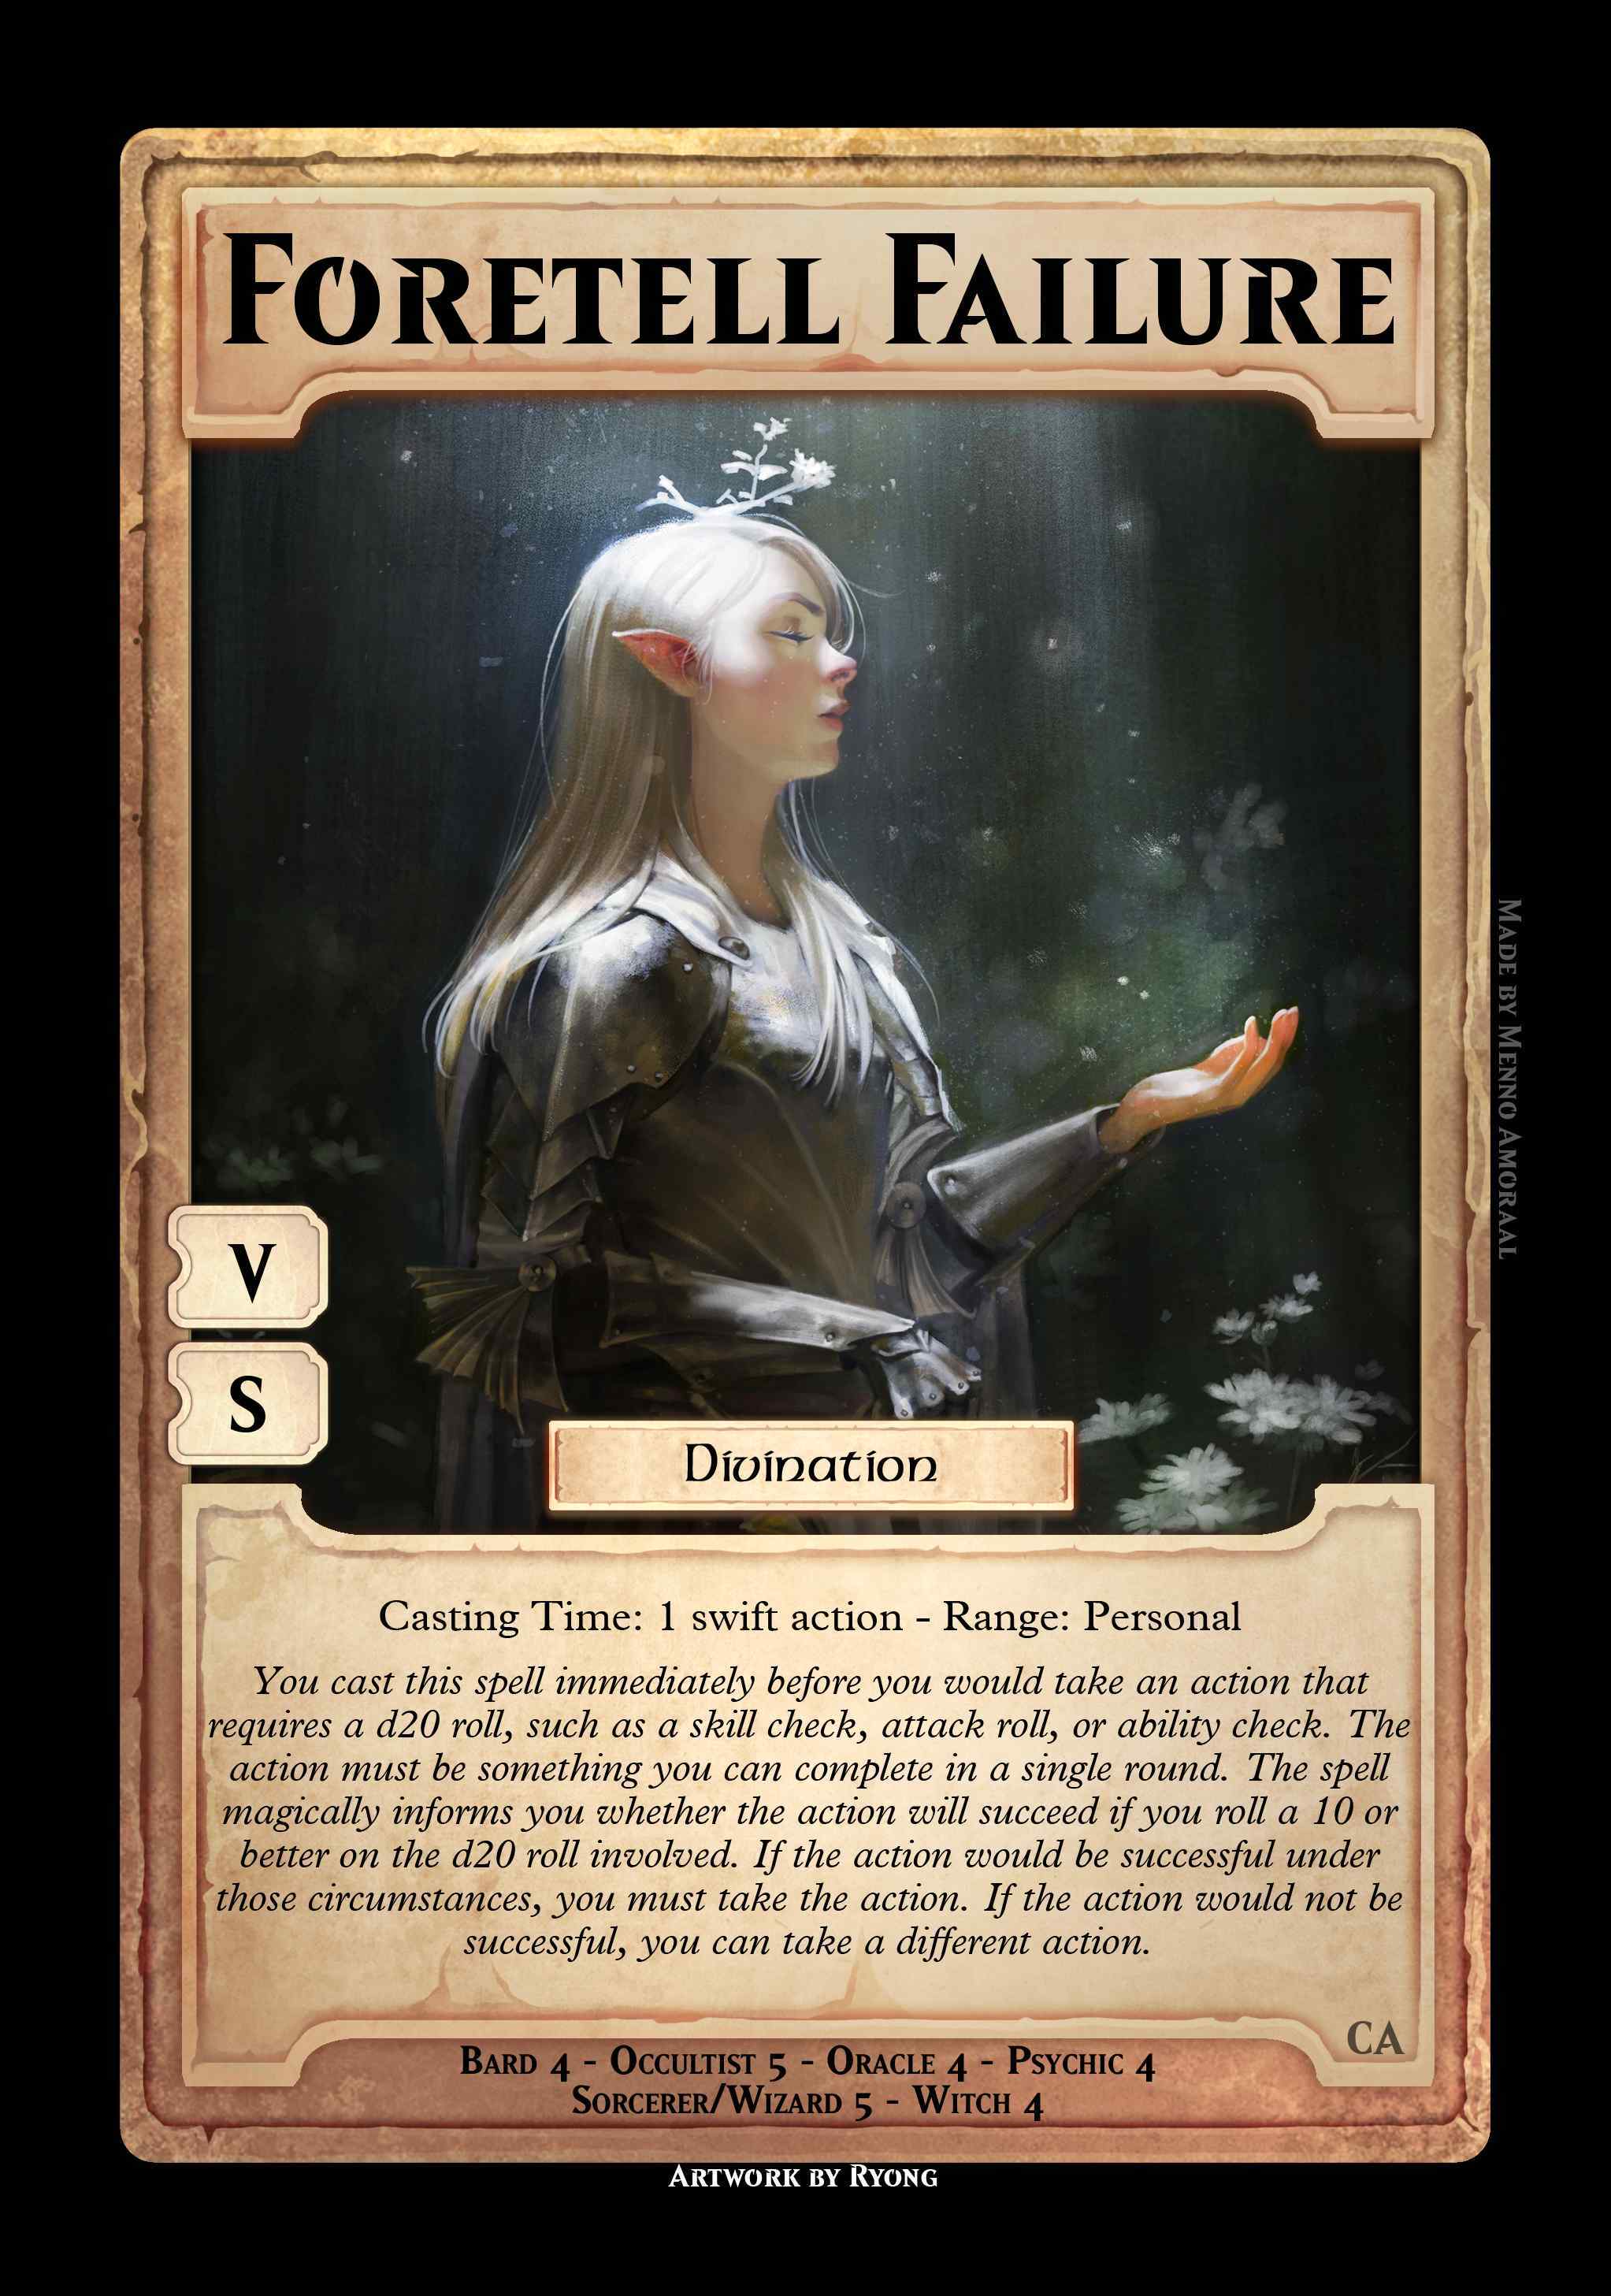 Foretell Failure
V
S
Divination
Casting Time: 1 swift action - Range: Personal
You cast this spell immediately before you would take an action that
requires a d20 roll, such as a skill check, attack roll, or ability check. The
action must be something you can complete in a single round. The spell
magically informs you whether the action will succeed if you roll a 10 or
better on the d20 roll involved. If the action would be successful under
those circumstances, you must take the action. If the action would not be
successful, you can take a different action.
CA
Bard 4 - Occultist 5 - Oracle 4 - Psychic 4
Sorcerer/Wizard 5 - Witch 4
Artwork by Ryong
Made by Menno Amoraal